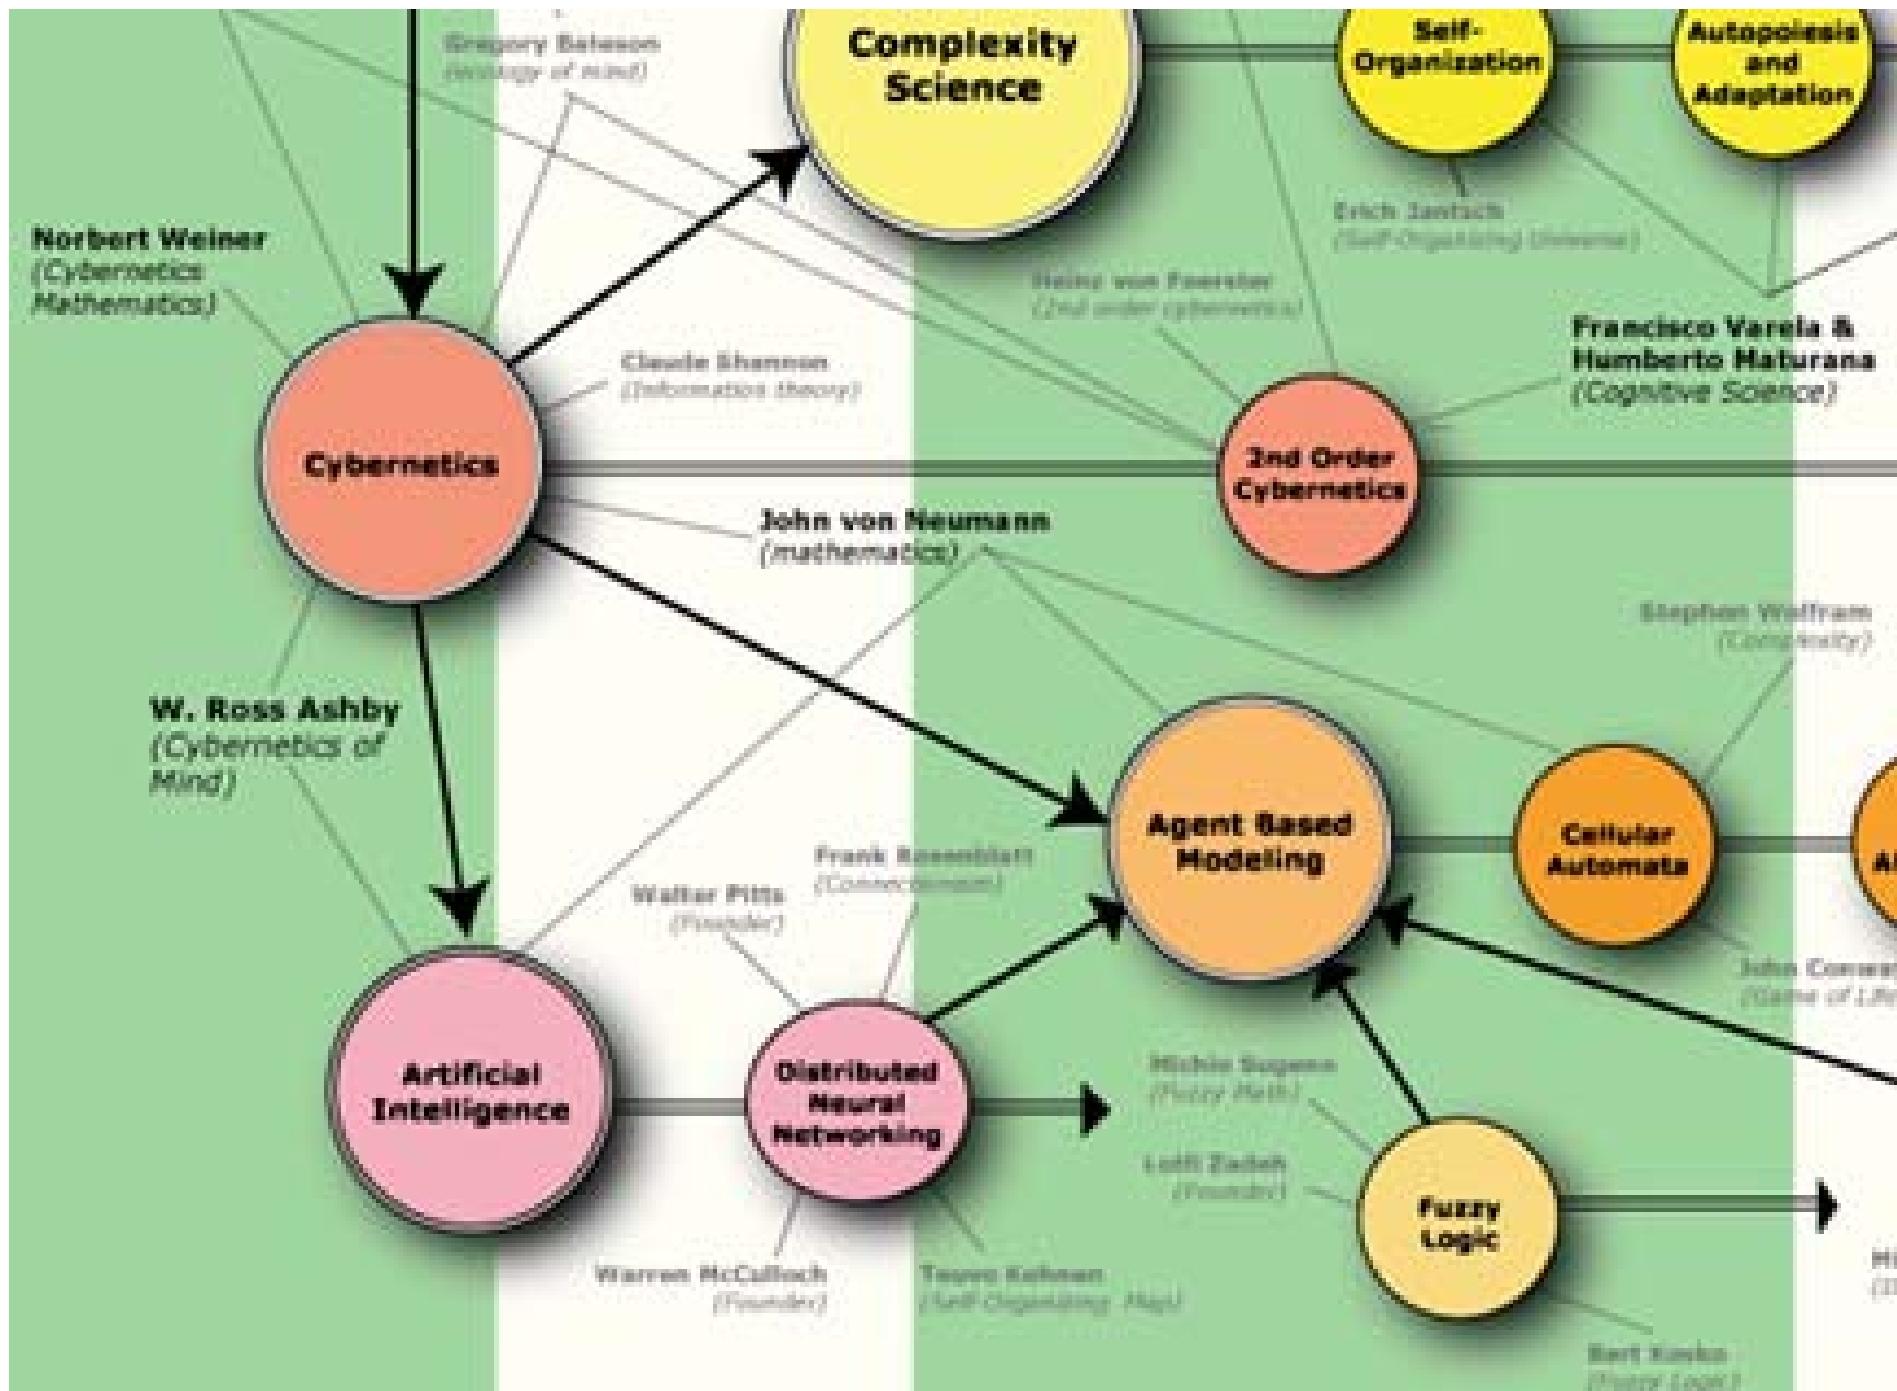 Gregory Bateson
(ecology of mind)
Complexity
Science
Self-
Organization
Autopoiesis
and
Adaptation
Norbert Weiner
(Cybernetics
Mathematics)
Erich Jantsch
(Self-Organizing Universe)
Heinz von Foerster
(2nd order cybernetics)
Francisco Varela &
Humberto Maturana
(Cognitive Science)
Claude Shannon
(Information theory)
Cybernetics
2nd Order
Cybernetics
John von Neumann
(mathematics)
Stephen Wolfram
(Complexity)
W. Ross Ashby
(Cybernetics of
Mind)
Agent Based
Modeling
Cellular
Automata
Frank Rosenblatt
(Connectionism)
Walter Pitts
(Founder)
John Conwa
(Game of Life
Artificial
Intelligence
Distributed
Neural
Networking
Michio Sugeno
(Fuzzy Math)
Lotfi Zadeh
(Founder)
Fuzzy
Logic
Warren McCulloch
(Founder)
Teuvo Kohonen
(Self-Organizing Map)
Bart Kosko
(Fuzzy Logic)